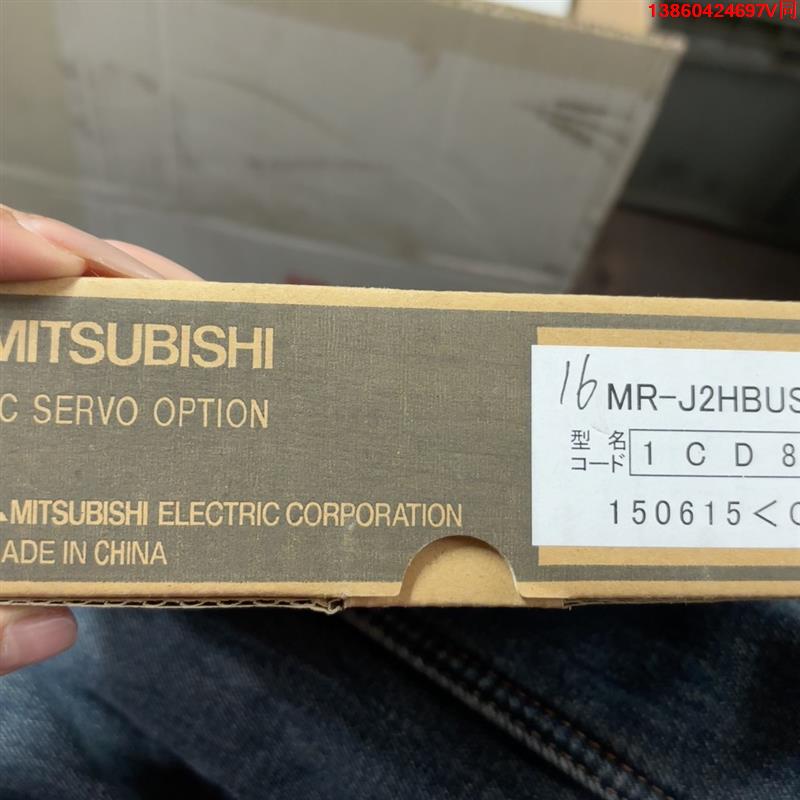 13860424697V同
MITSUBISHI
C SERVO OPTION
MITSUBISHI ELECTRIC CORPORATION
MADE IN CHINA
16 MR-J2HBUS
型名
コード 1 C D 8
150615<